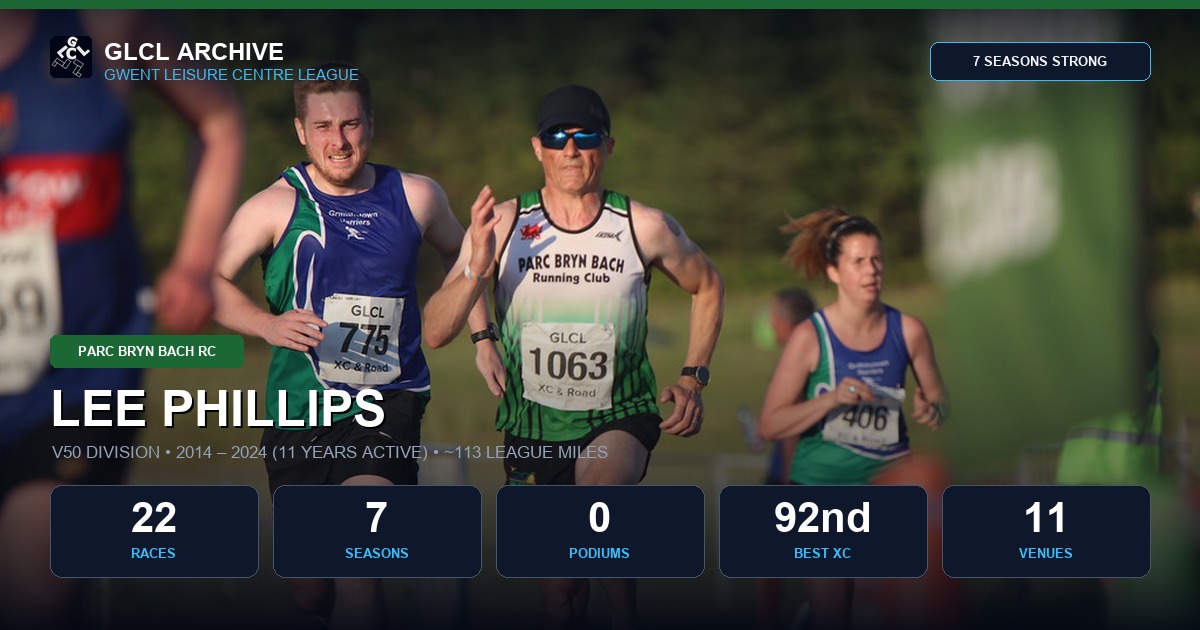 GLCL ARCHIVE
GWENT LEISURE CENTRE LEAGUE
7 SEASONS STRONG
Griffithstown
Harriers
GLCL
775
XC & Road
PARC BRYN BACH
Running Club
GLCL
1063
XC & Road
406
XC & Road
PARC BRYN BACH RC
LEE PHILLIPS
V50 DIVISION • 2014 – 2024 (11 YEARS ACTIVE) • ~113 LEAGUE MILES
22
RACES
7
SEASONS
0
PODIUMS
92nd
BEST XC
11
VENUES